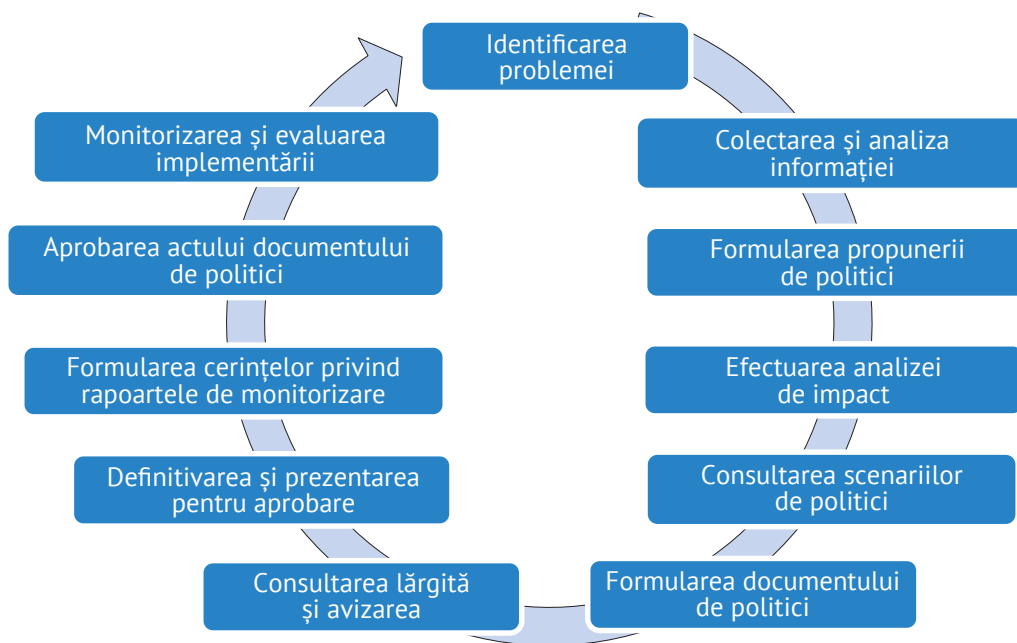 Identificarea
problemei
Colectarea și analiza
informației
Formularea propunerii
de politici
Efectuarea analizei
de impact
Consultarea scenariilor
de politici
Formularea documentului
de politici
Consultarea lărgită
și avizarea
Definitivarea și prezentarea
pentru aprobare
Formularea cerințelor privind
rapoartele de monitorizare
Aprobarea actului documentului
de politici
Monitorizarea și evaluarea
implementării